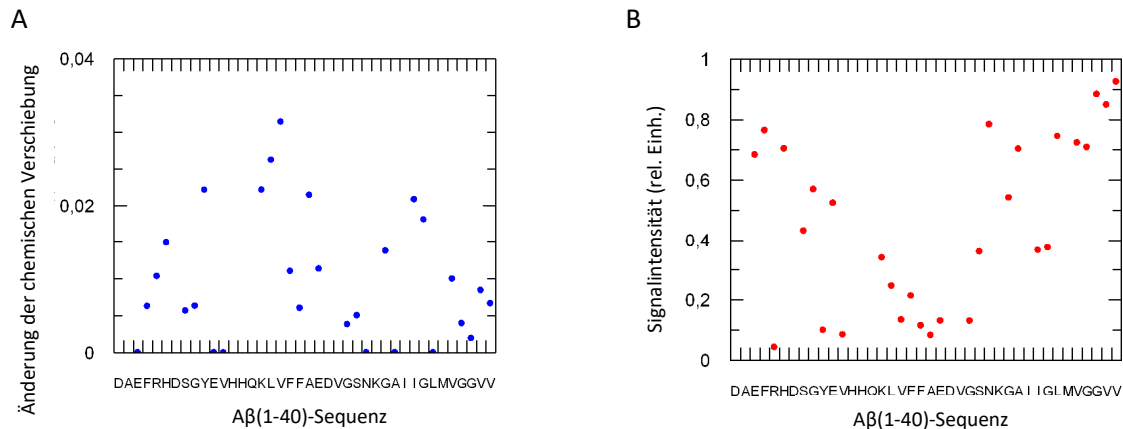 A
B
Änderung der chemischen Verschiebung
0,04
0,02
0
DAEFRHDSGYEVHHQKLVFFAEDVGSNKGAIIGLMVGGVV
Aβ(1-40)-Sequenz
Signalintensität (rel. Einh.)
1
0,8
0,6
0,4
0,2
0
DAEFRHDSGYEVHHQKLVFFAEDVGSNKGAIIGLMVGGVV
Aβ(1-40)-Sequenz